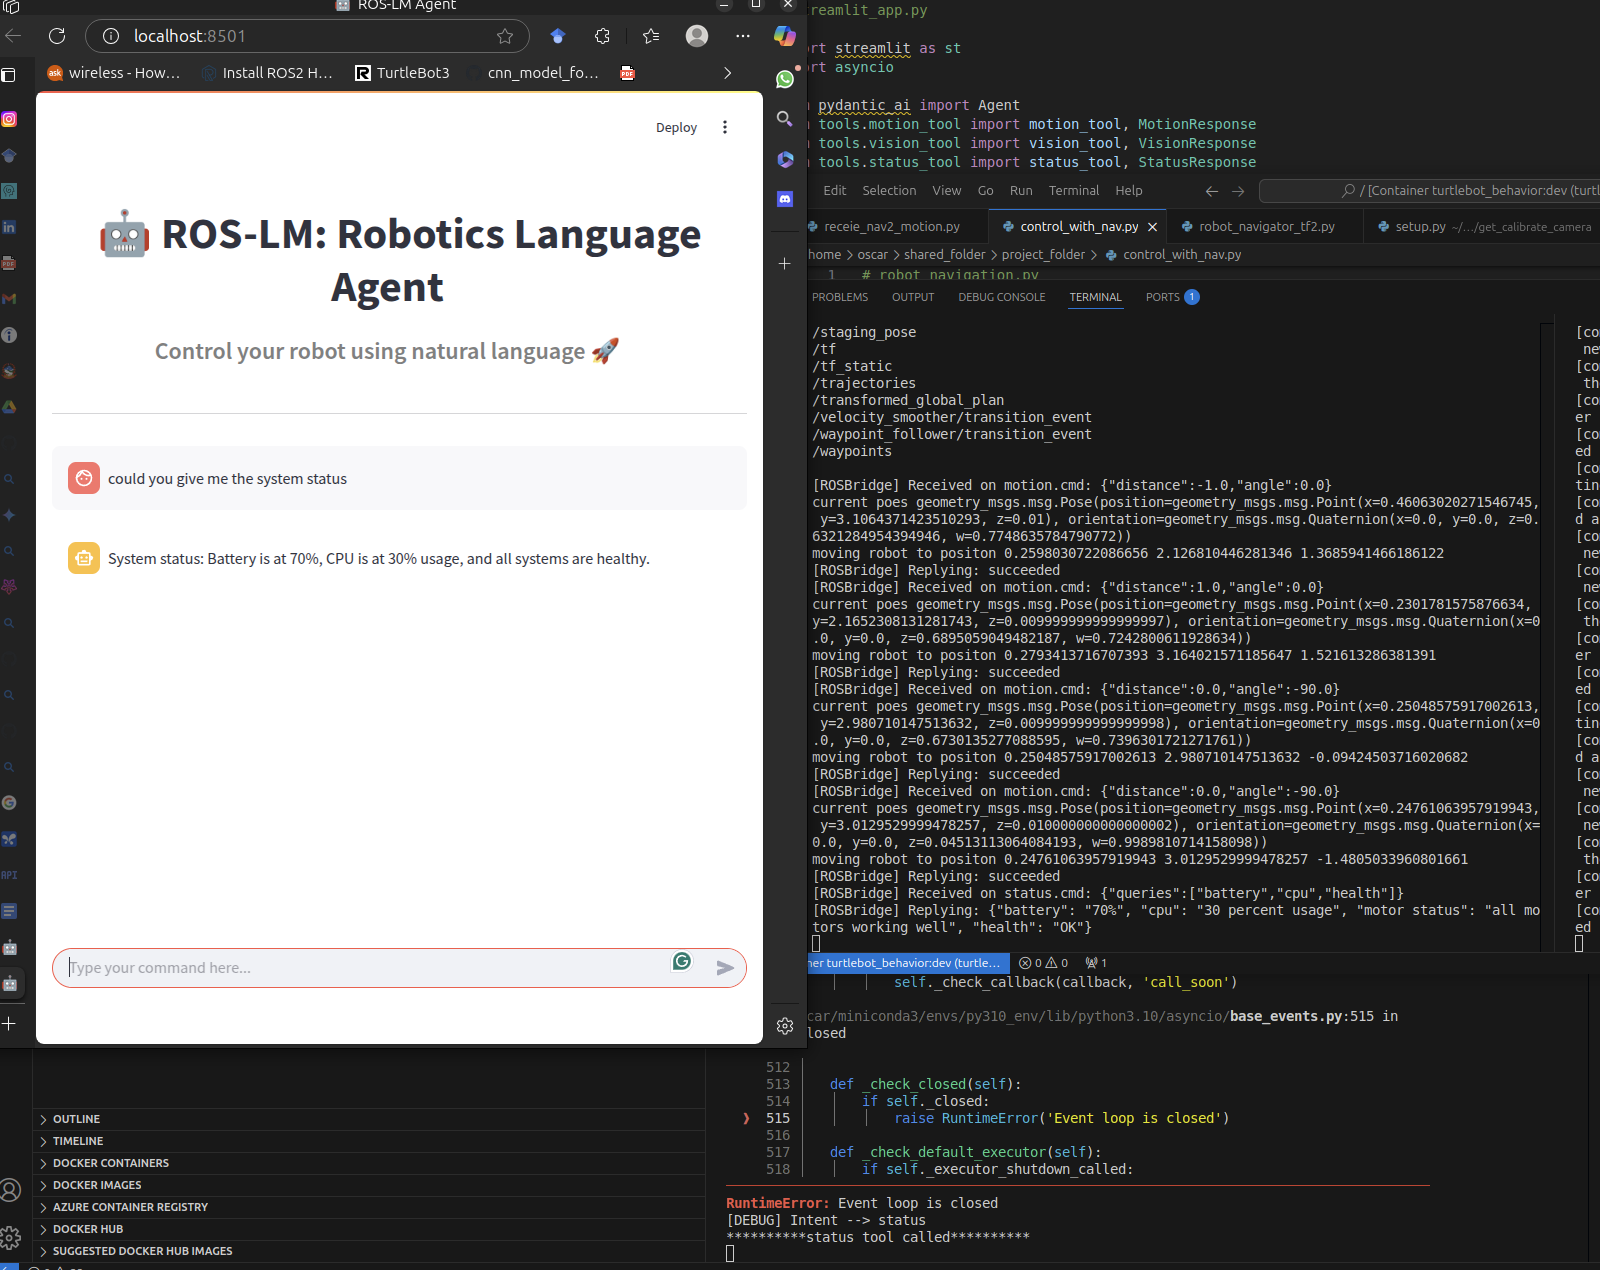 ROS-LM Agent
localhost:8501
wireless - How...
Install ROS2 H...
TurtleBot3
cnn_model_fo...
Deploy
ROS-LM: Robotics Language
Agent
Control your robot using natural language
could you give me the system status
System status: Battery is at 70%, CPU is at 30% usage, and all systems are healthy.
Type your command here...
API
reamlit_app.py
rt streamlit as st
rt asyncio
pydantic_ai import Agent
tools.motion_tool import motion_tool, MotionResponse
tools.vision_tool import vision_tool, VisionResponse
tools.status_tool import status_tool, StatusResponse
Edit Selection View Go Run Terminal Help
/ [Container turtlebot_behavior:dev (turtl
receie_nav2_motion.py
control_with_nav.py
robot_navigator_tf2.py
setup.py ~/.../get_calibrate_camera
home > oscar > shared_folder > project_folder > control_with_nav.py
1 # robot_navigation.py
PROBLEMS OUTPUT DEBUG CONSOLE TERMINAL PORTS 1
/staging_pose
/tf
/tf_static
/trajectories
/transformed_global_plan
/velocity_smoother/transition_event
/waypoint_follower/transition_event
/waypoints
[ROSBridge] Received on motion.cmd: {"distance":-1.0,"angle":0.0}
current poes geometry_msgs.msg.Pose(position=geometry_msgs.msg.Point(x=0.46063020271546745,
y=3.1064371423510293, z=0.01), orientation=geometry_msgs.msg.Quaternion(x=0.0, y=0.0, z=0.
6321284954394946, w=0.7748635784790772))
moving robot to positon 0.2598030722086656 2.126810446281346 1.3685941466186122
[ROSBridge] Replying: succeeded
[ROSBridge] Received on motion.cmd: {"distance":1.0,"angle":0.0}
current poes geometry_msgs.msg.Pose(position=geometry_msgs.msg.Point(x=0.2301781575876634,
y=2.1652308131281743, z=0.009999999999999997), orientation=geometry_msgs.msg.Quaternion(x=0
.0, y=0.0, z=0.6895059049482187, w=0.7242800611928634))
moving robot to positon 0.2793413716707393 3.164021571185647 1.521613286381391
[ROSBridge] Replying: succeeded
[ROSBridge] Received on motion.cmd: {"distance":0.0,"angle":-90.0}
current poes geometry_msgs.msg.Pose(position=geometry_msgs.msg.Point(x=0.25048575917002613,
y=2.980710147513632, z=0.009999999999999998), orientation=geometry_msgs.msg.Quaternion(x=0
.0, y=0.0, z=0.6730135277088595, w=0.7396301721271761))
moving robot to positon 0.25048575917002613 2.980710147513632 -0.09424503716020682
[ROSBridge] Replying: succeeded
[ROSBridge] Received on motion.cmd: {"distance":0.0,"angle":-90.0}
current poes geometry_msgs.msg.Pose(position=geometry_msgs.msg.Point(x=0.24761063957919943,
y=3.0129529999478257, z=0.010000000000000002), orientation=geometry_msgs.msg.Quaternion(x=
0.0, y=0.0, z=0.04513113064084193, w=0.9989810714158098))
moving robot to positon 0.24761063957919943 3.0129529999478257 -1.4805033960801661
[ROSBridge] Replying: succeeded
[ROSBridge] Received on status.cmd: {"queries":["battery","cpu","health"]}
[ROSBridge] Replying: {"battery": "70%", "cpu": "30 percent usage", "motor status": "all mo
tors working well", "health": "OK"}
ner turtlebot_behavior:dev (turtle... 0 0 1
self._check_callback(callback, 'call_soon')
car/miniconda3/envs/py310_env/lib/python3.10/asyncio/base_events.py:515 in
losed
512
513 def _check_closed(self):
514 if self._closed:
515 raise RuntimeError('Event loop is closed')
516
517 def _check_default_executor(self):
518 if self._executor_shutdown_called:
RuntimeError: Event loop is closed
[DEBUG] Intent --> status
**********status tool called**********
OUTLINE
TIMELINE
DOCKER CONTAINERS
DOCKER IMAGES
AZURE CONTAINER REGISTRY
DOCKER HUB
SUGGESTED DOCKER HUB IMAGES